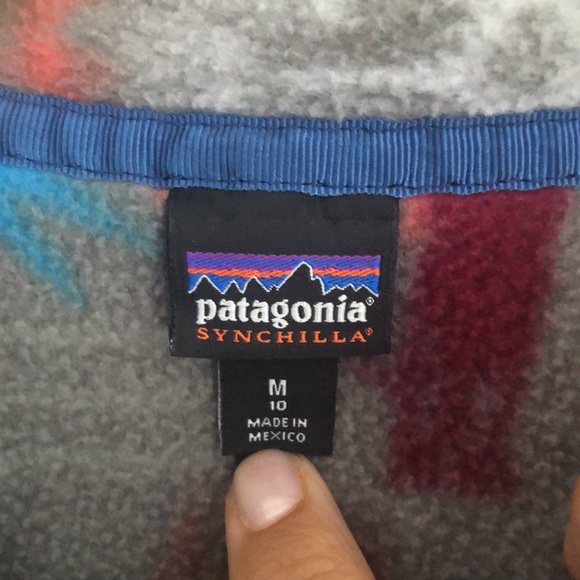 patagonia®
SYNCHILLA®
M
10
MADE IN
MEXICO